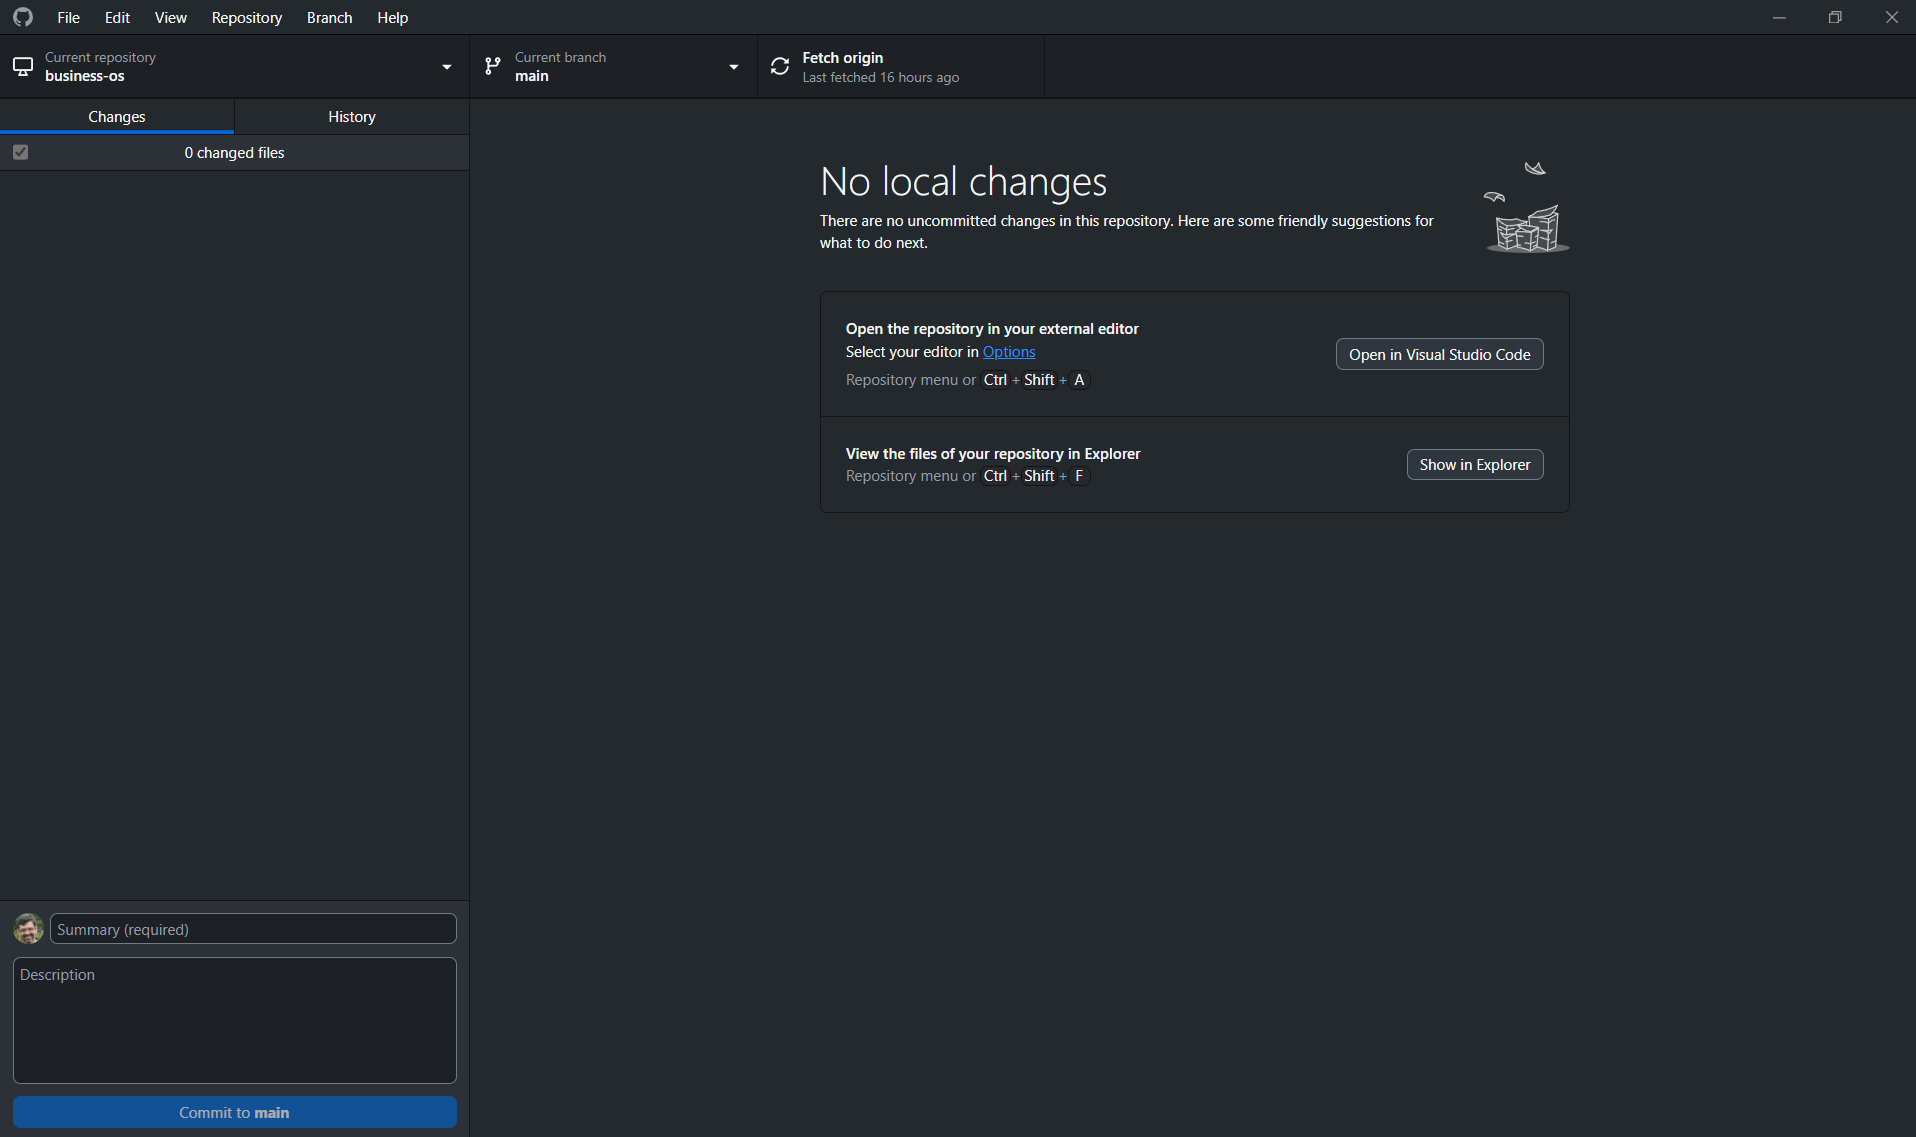 File Edit View Repository Branch Help
Current repository
business-os
Current branch
main
Fetch origin
Last fetched 16 hours ago
Changes
History
0 changed files
No local changes
There are no uncommitted changes in this repository. Here are some friendly suggestions for
what to do next.
Open the repository in your external editor
Select your editor in Options
Repository menu or Ctrl + Shift + A
Open in Visual Studio Code
View the files of your repository in Explorer
Repository menu or Ctrl + Shift + F
Show in Explorer
Summary (required)
Description
Commit to main